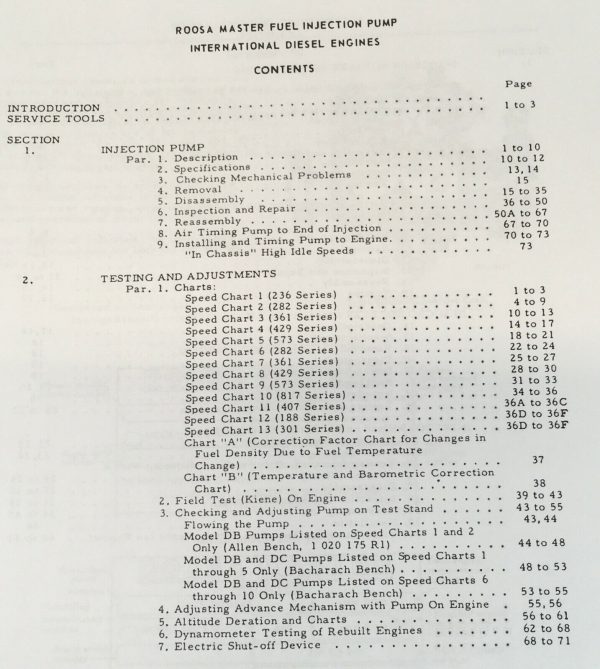 ROOSA MASTER FUEL INJECTION PUMP
INTERNATIONAL DIESEL ENGINES
CONTENTS
Page
INTRODUCTION . . . . . . . . . . 1 to 3
SERVICE TOOLS . . . . . . . . . .
SECTION
1. INJECTION PUMP
Par. 1. Description . . . . . . . . . . 1 to 10
2. Specifications . . . . . . . . . . 10 to 12
3. Checking Mechanical Problems . . . . . . . . . . 13, 14
4. Removal . . . . . . . . . . 15
5. Disassembly . . . . . . . . . . 15 to 35
6. Inspection and Repair . . . . . . . . . . 36 to 50
7. Reassembly . . . . . . . . . . 50A to 67
8. Air Timing Pump to End of Injection . . . . . . . . . . 67 to 70
9. Installing and Timing Pump to Engine. . . . . . . . . . 70 to 73
"In Chassis" High Idle Speeds . . . . . . . . . . 73
2. TESTING AND ADJUSTMENTS
Par. 1. Charts:
Speed Chart 1 (236 Series) . . . . . . . . . . 1 to 3
Speed Chart 2 (282 Series) . . . . . . . . . . 4 to 9
Speed Chart 3 (361 Series) . . . . . . . . . . 10 to 13
Speed Chart 4 (429 Series) . . . . . . . . . . 14 to 17
Speed Chart 5 (573 Series) . . . . . . . . . . 18 to 21
Speed Chart 6 (282 Series) . . . . . . . . . . 22 to 24
Speed Chart 7 (361 Series) . . . . . . . . . . 25 to 27
Speed Chart 8 (429 Series) . . . . . . . . . . 28 to 30
Speed Chart 9 (573 Series) . . . . . . . . . . 31 to 33
Speed Chart 10 (817 Series) . . . . . . . . . . 34 to 36
Speed Chart 11 (407 Series) . . . . . . . . . . 36A to 36C
Speed Chart 12 (188 Series) . . . . . . . . . . 36D to 36F
Speed Chart 13 (301 Series) . . . . . . . . . . 36D to 36F
Chart "A" (Correction Factor Chart for Changes in
Fuel Density Due to Fuel Temperature
Change) . . . . . . . . . . 37
Chart "B" (Temperature and Barometric Correction
Chart) . . . . . . . . . . 38
2. Field Test (Kiene) On Engine . . . . . . . . . . 39 to 43
3. Checking and Adjusting Pump on Test Stand . . . . . 43 to 55
Flowing the Pump . . . . . . . . . . 43, 44
Model DB Pumps Listed on Speed Charts 1 and 2
Only (Allen Bench, 1 020 175 R1) . . . . . . . . . . 44 to 48
Model DB and DC Pumps Listed on Speed Charts 1
through 5 Only (Bacharach Bench) . . . . . . . . . . 48 to 53
Model DB and DC Pumps Listed on Speed Charts 6
through 10 Only (Bacharach Bench) . . . . . . . . . . 53 to 55
4. Adjusting Advance Mechanism with Pump On Engine . 55, 56
5. Altitude Deration and Charts . . . . . . . . . . 56 to 61
6. Dynamometer Testing of Rebuilt Engines . . . . . . . 62 to 68
7. Electric Shut-off Device . . . . . . . . . . 68 to 71